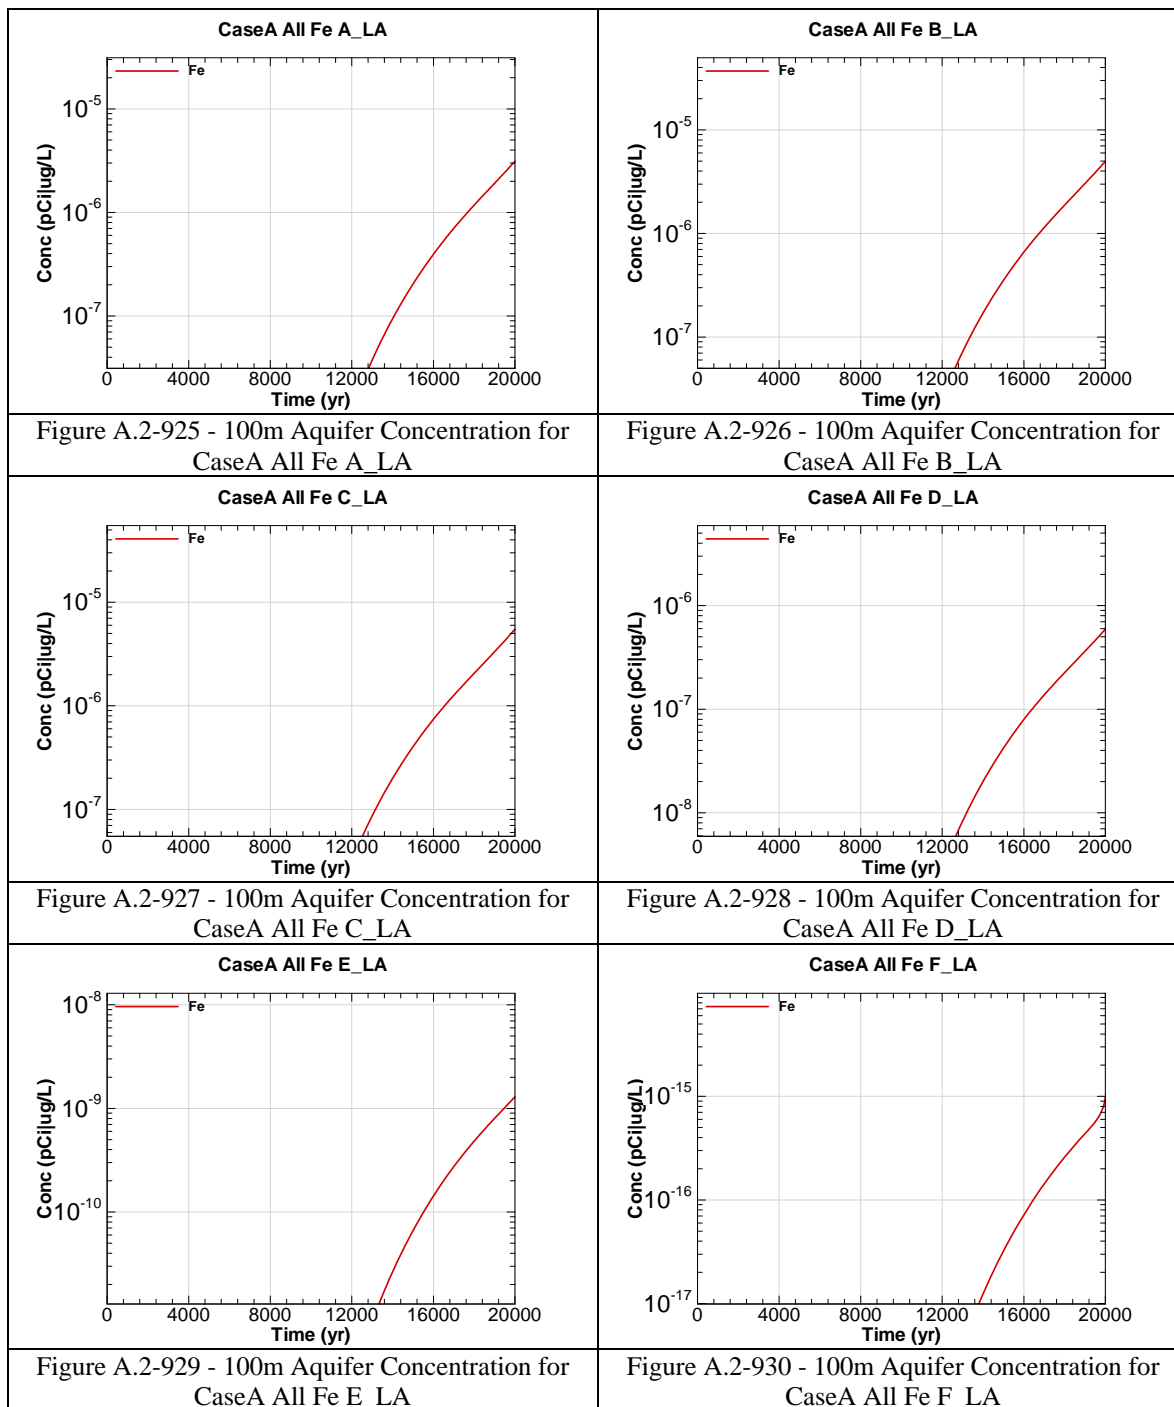 CaseA All Fe A_LA
Fe
10-5
10-6
10-7
Conc (pCi|ug/L)
0 4000 8000 12000 16000 20000
Time (yr)
Figure A.2-925 - 100m Aquifer Concentration for
CaseA All Fe A_LA
CaseA All Fe B_LA
Fe
10-5
10-6
10-7
Conc (pCi|ug/L)
0 4000 8000 12000 16000 20000
Time (yr)
Figure A.2-926 - 100m Aquifer Concentration for
CaseA All Fe B_LA
CaseA All Fe C_LA
Fe
10-5
10-6
10-7
Conc (pCi|ug/L)
0 4000 8000 12000 16000 20000
Time (yr)
Figure A.2-927 - 100m Aquifer Concentration for
CaseA All Fe C_LA
CaseA All Fe D_LA
Fe
10-6
10-7
10-8
Conc (pCi|ug/L)
0 4000 8000 12000 16000 20000
Time (yr)
Figure A.2-928 - 100m Aquifer Concentration for
CaseA All Fe D_LA
CaseA All Fe E_LA
Fe
10-8
10-9
10-10
Conc (pCi|ug/L)
0 4000 8000 12000 16000 20000
Time (yr)
Figure A.2-929 - 100m Aquifer Concentration for
CaseA All Fe E_LA
CaseA All Fe F_LA
Fe
10-15
10-16
10-17
Conc (pCi|ug/L)
0 4000 8000 12000 16000 20000
Time (yr)
Figure A.2-930 - 100m Aquifer Concentration for
CaseA All Fe F_LA